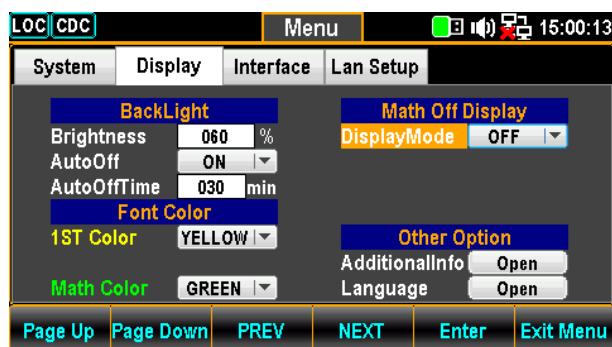 LOC CDC Menu 15:00:13
System Display Interface Lan Setup
BackLight
Brightness 060 %
AutoOff ON
AutoOffTime 030 min
Font Color
1ST Color YELLOW
Math Color GREEN
Math Off Display
DisplayMode OFF
Other Option
AdditionalInfo Open
Language Open
Page Up Page Down PREV NEXT Enter Exit Menu